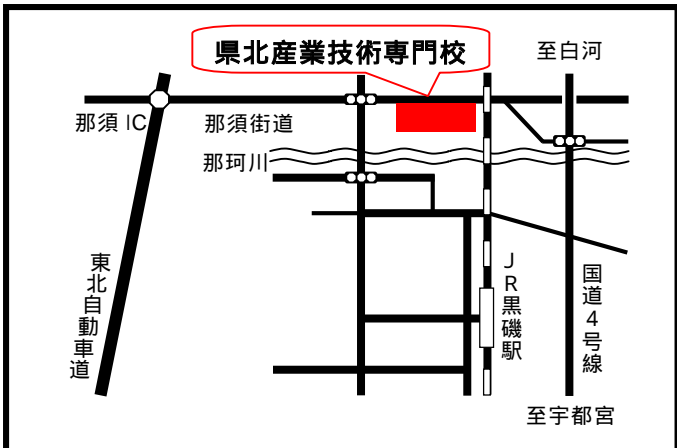 県北産業技術専門校
至白河
那須IC
那須街道
那珂川
東北自動車道
JR黒磯駅
国道4号線
至宇都宮